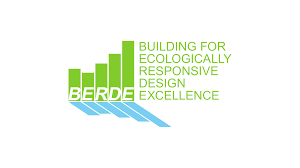 BERDE
BUILDING FOR
ECOLOGICALLY
RESPONSIVE
DESIGN
EXCELLENCE